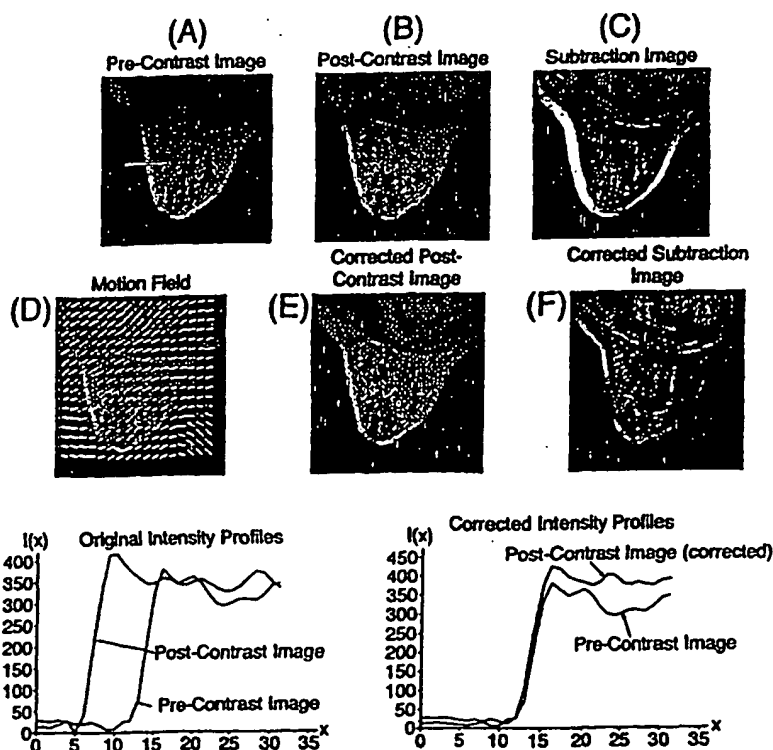 (A)
Pre-Contrast Image
(B)
Post-Contrast Image
(C)
Subtraction Image
(D)
Motion Field
(E)
Corrected Post-
Contrast Image
(F)
Corrected Subtraction
Image
Original Intensity Profiles
I(x)
400
350
300
250
200
150
100
50
0
0 5 10 15 20 25 30 35 x
Post-Contrast Image
Pre-Contrast Image
Corrected Intensity Profiles
I(x)
450
400
350
300
250
200
150
100
50
0
0 5 10 15 20 25 30 35 x
Post-Contrast Image (corrected)
Pre-Contrast Image